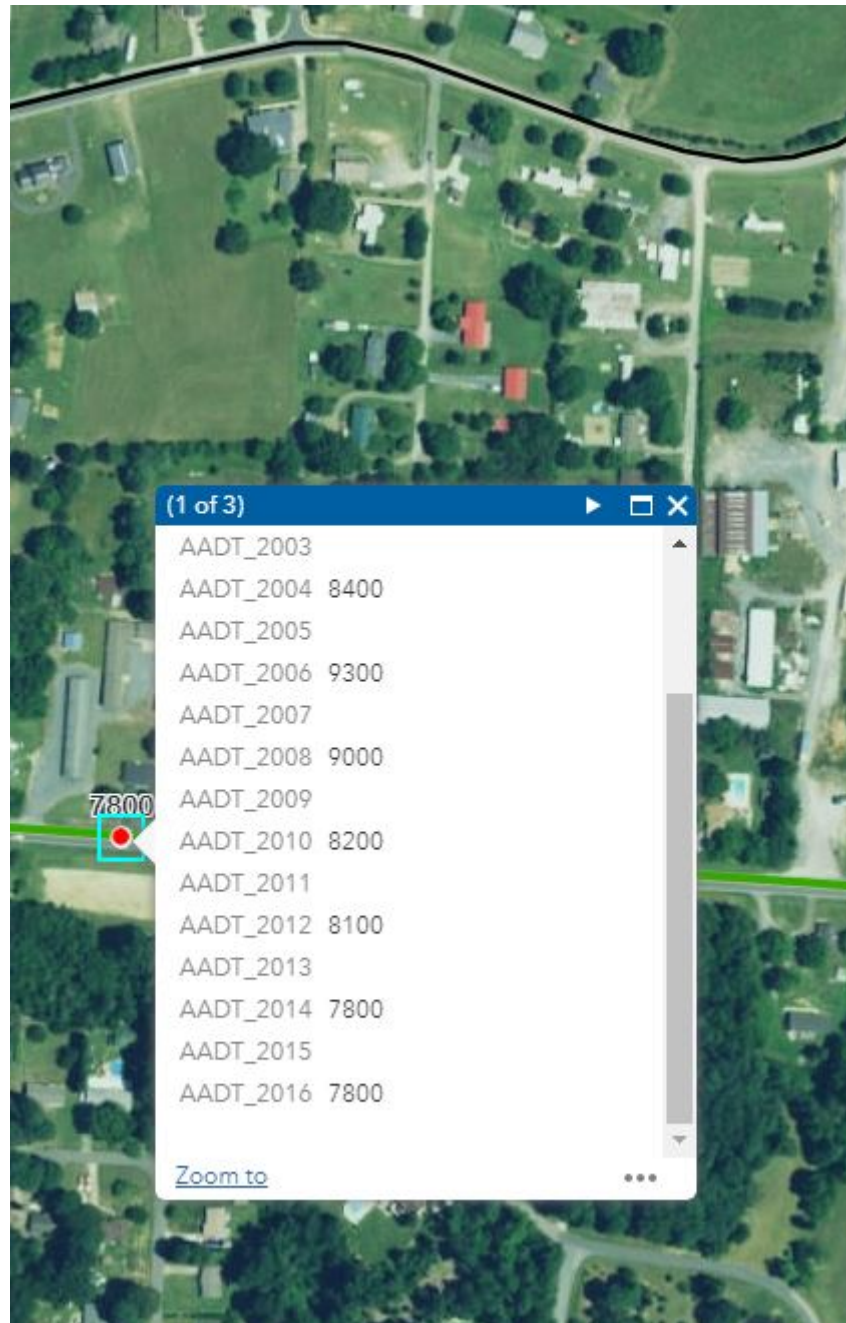 (1 of 3)
AADT_2003
AADT_2004 8400
AADT_2005
AADT_2006 9300
AADT_2007
AADT_2008 9000
7800
AADT_2009
AADT_2010 8200
AADT_2011
AADT_2012 8100
AADT_2013
AADT_2014 7800
AADT_2015
AADT_2016 7800
Zoom to